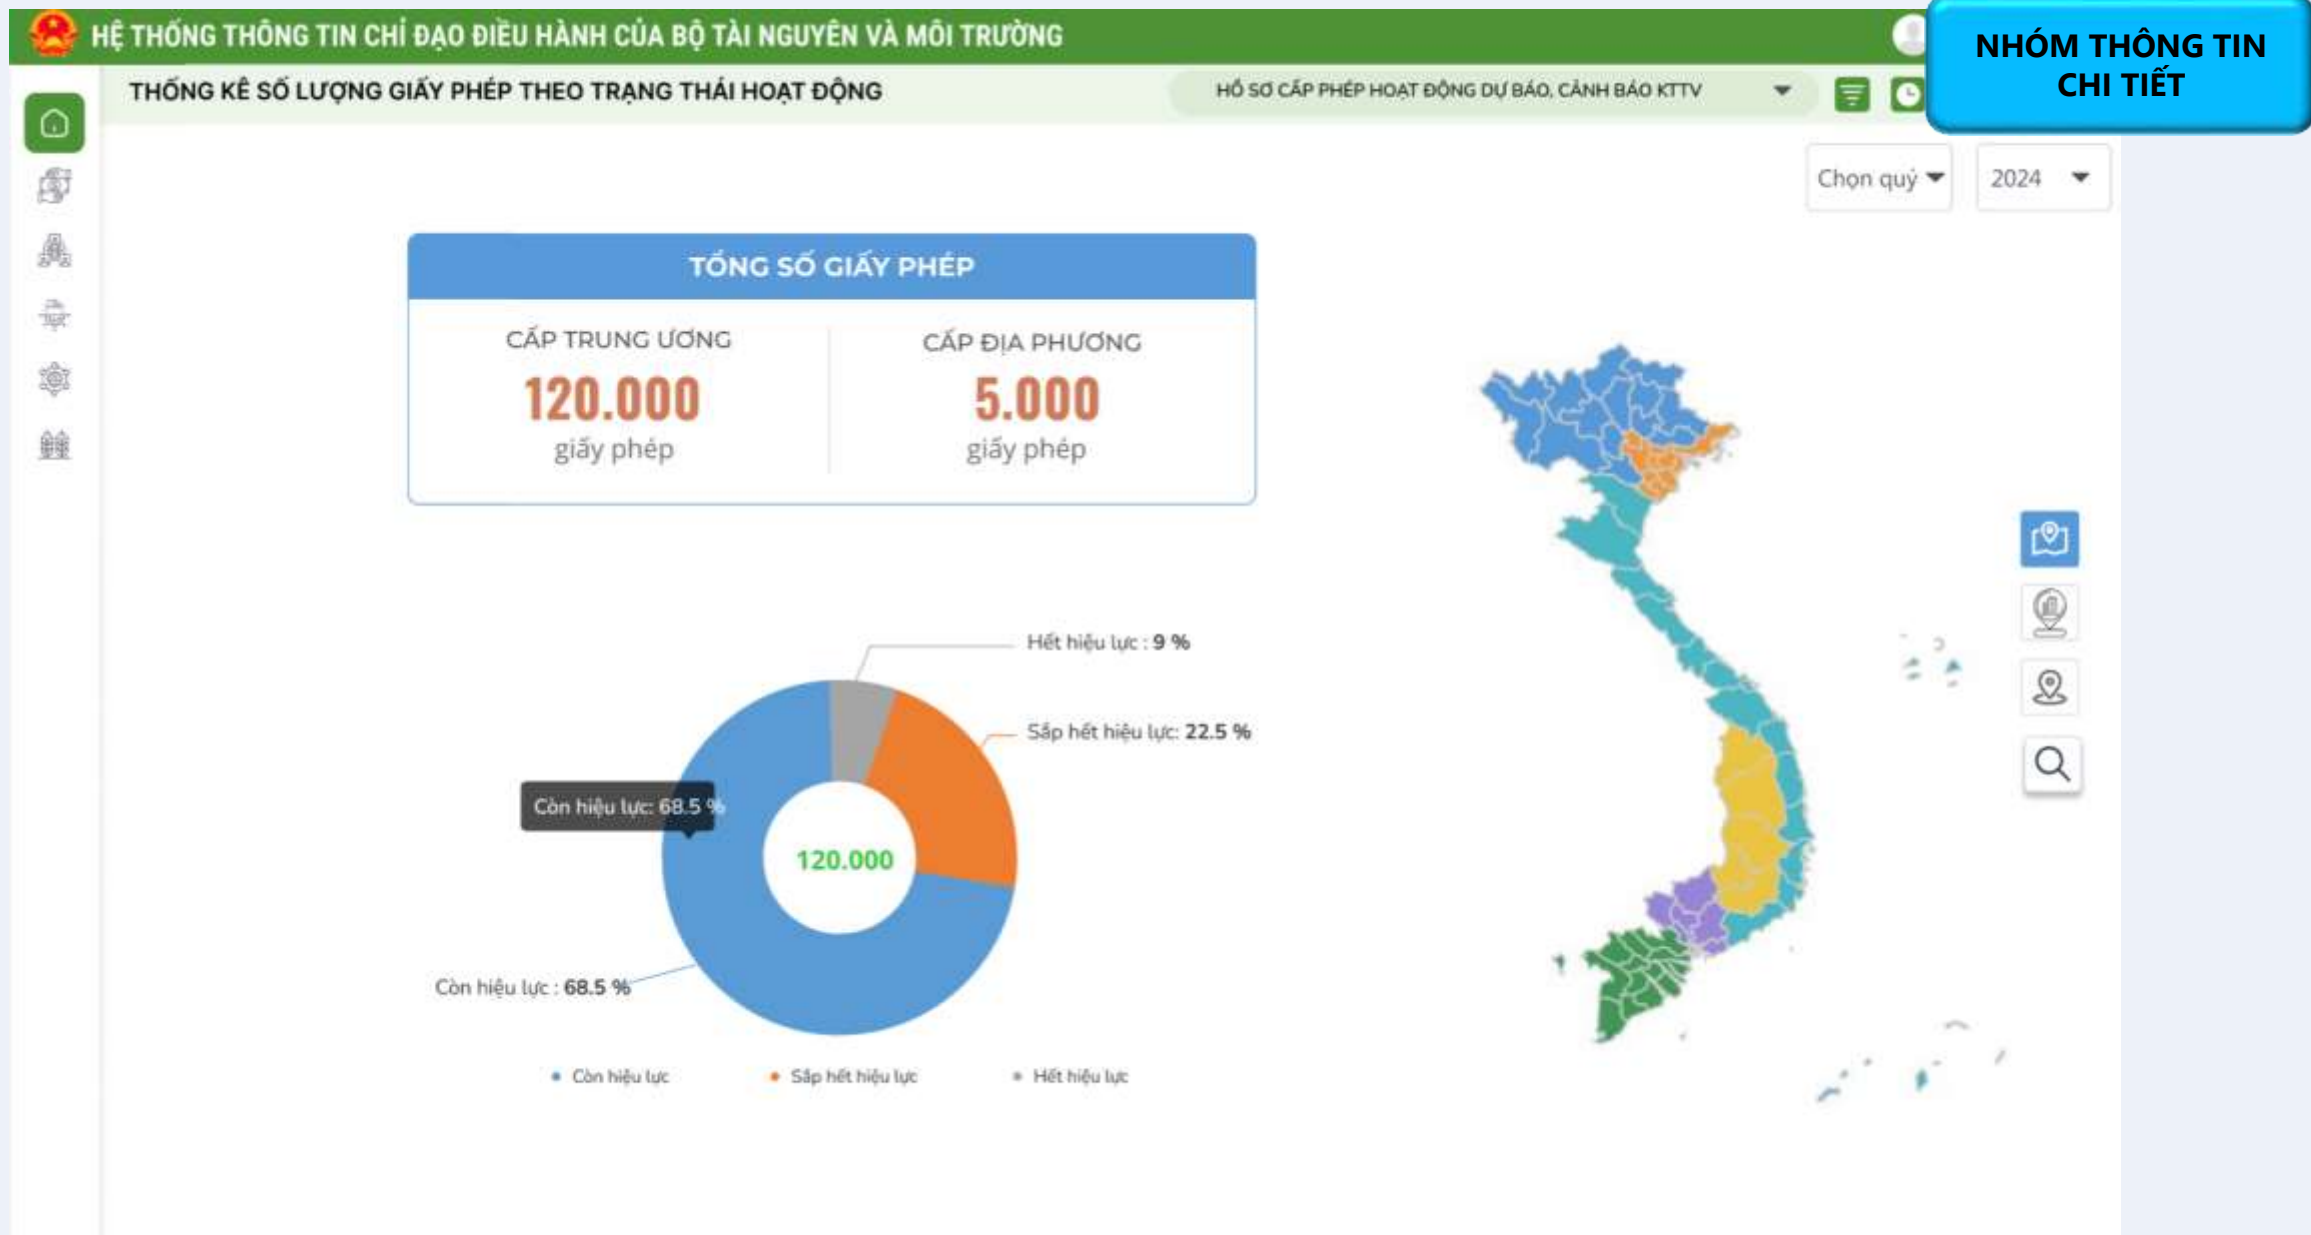 HỆ THỐNG THÔNG TIN CHỈ ĐẠO ĐIỀU HÀNH CỦA BỘ TÀI NGUYÊN VÀ MÔI TRƯỜNG
NHÓM THÔNG TIN
CHI TIẾT
THỐNG KÊ SỐ LƯỢNG GIẤY PHÉP THEO TRẠNG THÁI HOẠT ĐỘNG
HỒ SƠ CẤP PHÉP HOẠT ĐỘNG DỰ BÁO, CẢNH BÁO KTTV
Chọn quý
2024
TỔNG SỐ GIẤY PHÉP
CẤP TRUNG ƯƠNG
120.000
giấy phép
CẤP ĐỊA PHƯƠNG
5.000
giấy phép
Hết hiệu lực : 9 %
Sắp hết hiệu lực: 22.5 %
Còn hiệu lực: 68.5 %
120.000
Còn hiệu lực : 68.5 %
Còn hiệu lực
Sắp hết hiệu lực
Hết hiệu lực